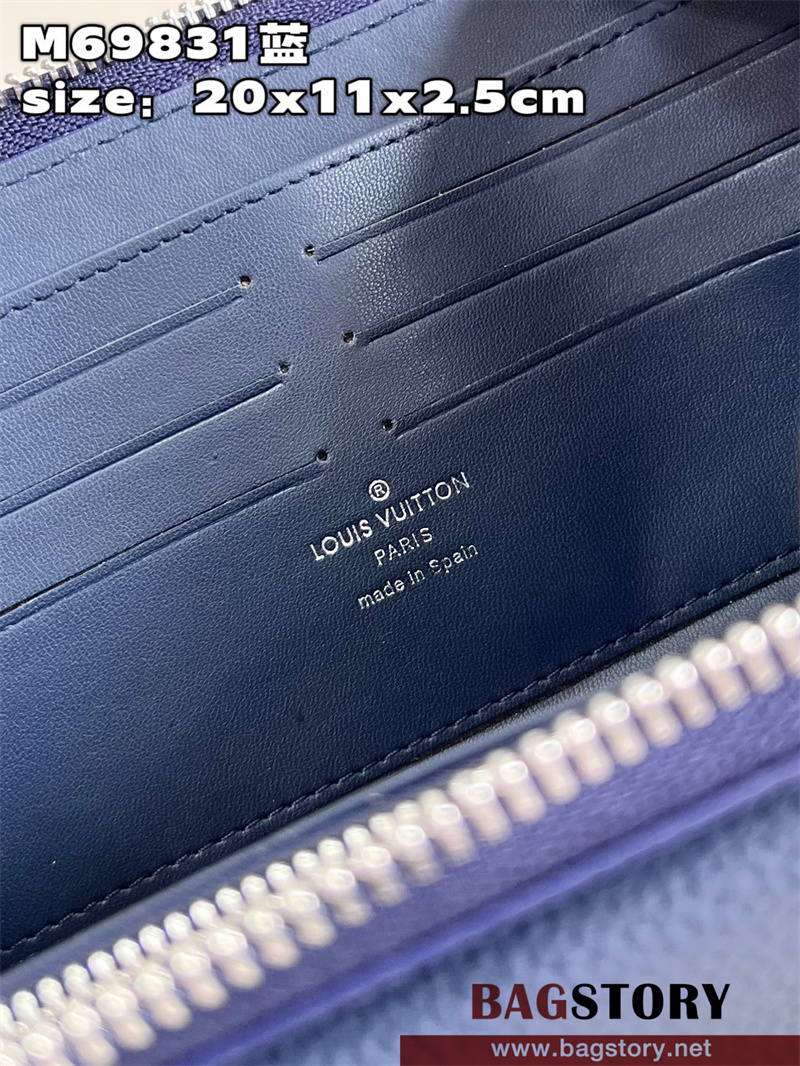 M69831蓝
size：20x11x2.5cm
®
LOUIS VUITTON
PARIS
made in Spain
BAGSTORY
www.bagstory.net